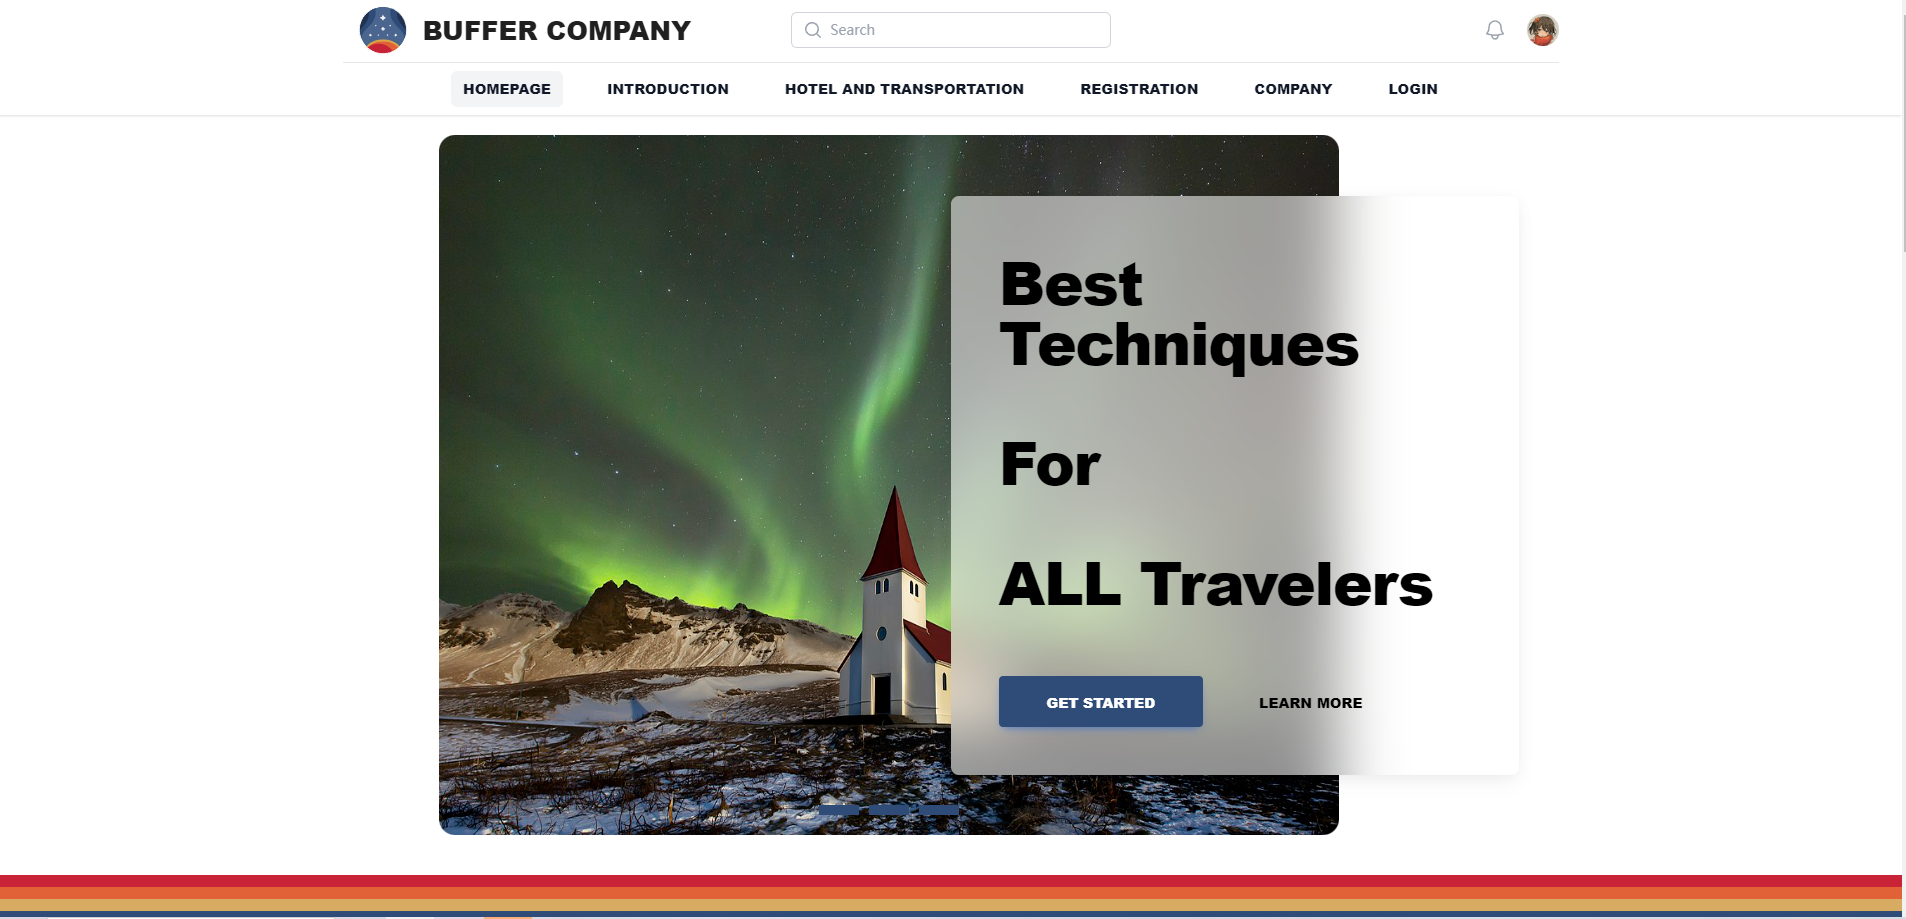 BUFFER COMPANY
Search
HOMEPAGE INTRODUCTION HOTEL AND TRANSPORTATION REGISTRATION COMPANY LOGIN
Best
Techniques
For
ALL Travelers
GET STARTED LEARN MORE